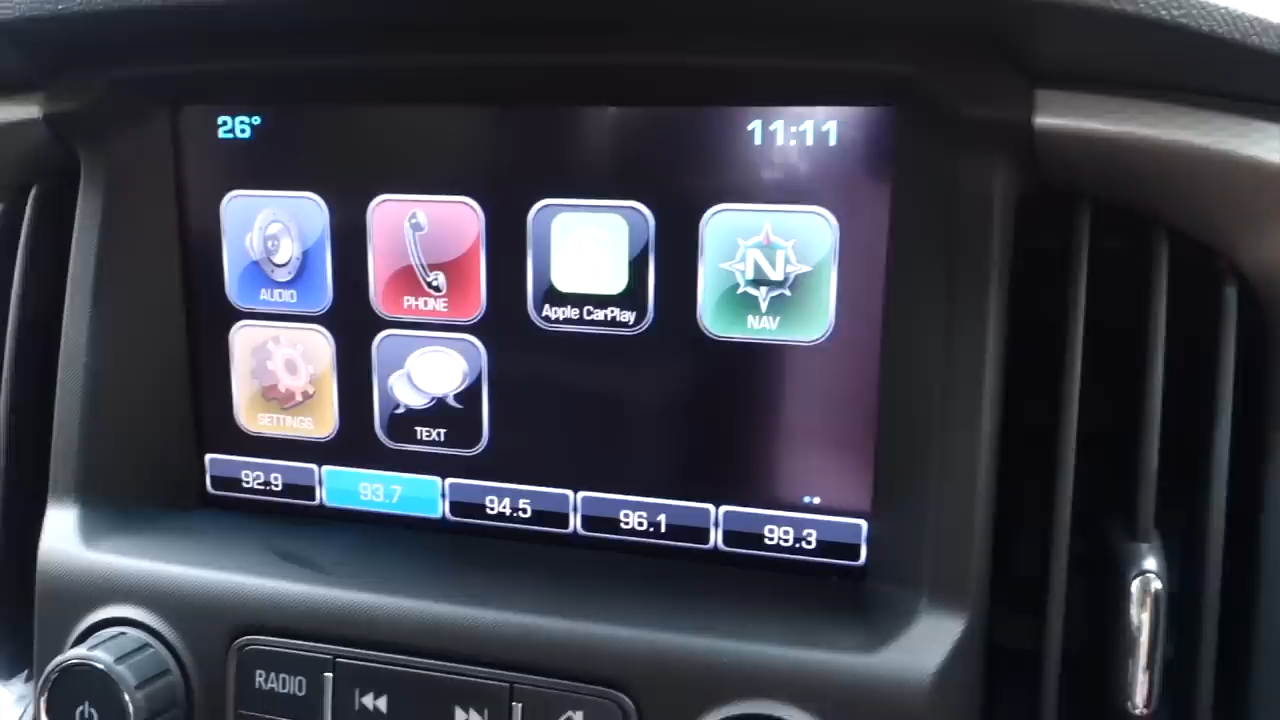 26°
11:11
AUDIO
PHONE
Apple CarPlay
N
NAV
SETTINGS
TEXT
92.9
93.7
94.5
96.1
99.3
RADIO